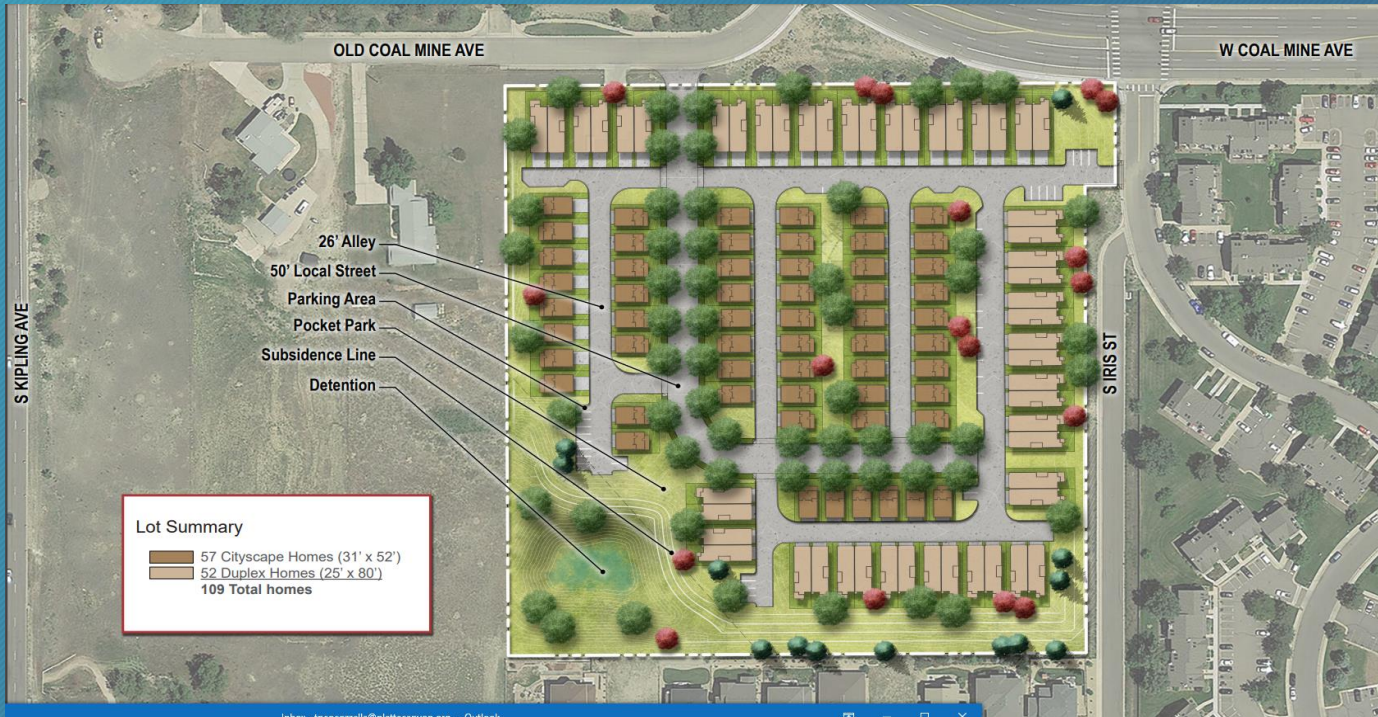 OLD COAL MINE AVE
W COAL MINE AVE
26' Alley
50' Local Street
Parking Area
Pocket Park
Subsidence Line
Detention
S KIPLING AVE
S IRIS ST
Lot Summary
57 Cityscape Homes (31' x 52')
52 Duplex Homes (25' x 80')
109 Total homes
Outlook